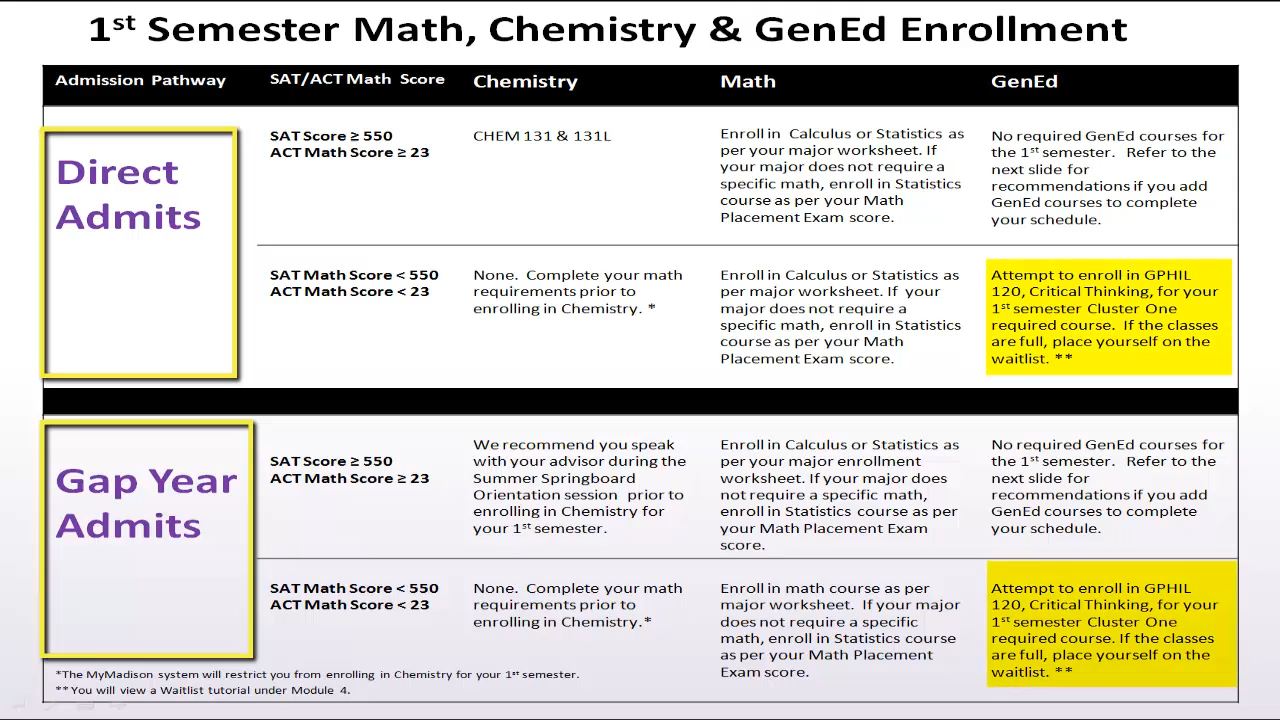 1st Semester Math, Chemistry & GenEd Enrollment
Admission Pathway
SAT/ACT Math Score
Chemistry
Math
GenEd
Direct
Admits
SAT Score ≥ 550
ACT Math Score ≥ 23
CHEM 131 & 131L
Enroll in Calculus or Statistics as
per your major worksheet. If
your major does not require a
specific math, enroll in Statistics
course as per your Math
Placement Exam score.
No required GenEd courses for
the 1st semester. Refer to the
next slide for
recommendations if you add
GenEd courses to complete
your schedule.
SAT Math Score < 550
ACT Math Score < 23
None. Complete your math
requirements prior to
enrolling in Chemistry. *
Enroll in Calculus or Statistics as
per major worksheet. If your
major does not require a
specific math, enroll in Statistics
course as per your Math
Placement Exam score.
Attempt to enroll in GPHIL
120, Critical Thinking, for your
1st semester Cluster One
required course. If the classes
are full, place yourself on the
waitlist. **
Gap Year
Admits
SAT Score ≥ 550
ACT Math Score ≥ 23
We recommend you speak
with your advisor during the
Summer Springboard
Orientation session prior to
enrolling in Chemistry for
your 1st semester.
Enroll in Calculus or Statistics as
per your major enrollment
worksheet. If your major does
not require a specific math,
enroll in Statistics course as per
your Math Placement Exam
score.
No required GenEd courses for
the 1st semester. Refer to the
next slide for
recommendations if you add
GenEd courses to complete
your schedule.
SAT Math Score < 550
ACT Math Score < 23
None. Complete your math
requirements prior to
enrolling in Chemistry.*
Enroll in math course as per
major worksheet. If your major
does not require a specific
math, enroll in Statistics course
as per your Math Placement
Exam score.
Attempt to enroll in GPHIL
120, Critical Thinking, for your
1st semester Cluster One
required course. If the classes
are full, place yourself on the
waitlist. **
*The MyMadison system will restrict you from enrolling in Chemistry for your 1st semester.
**You will view a Waitlist tutorial under Module 4.